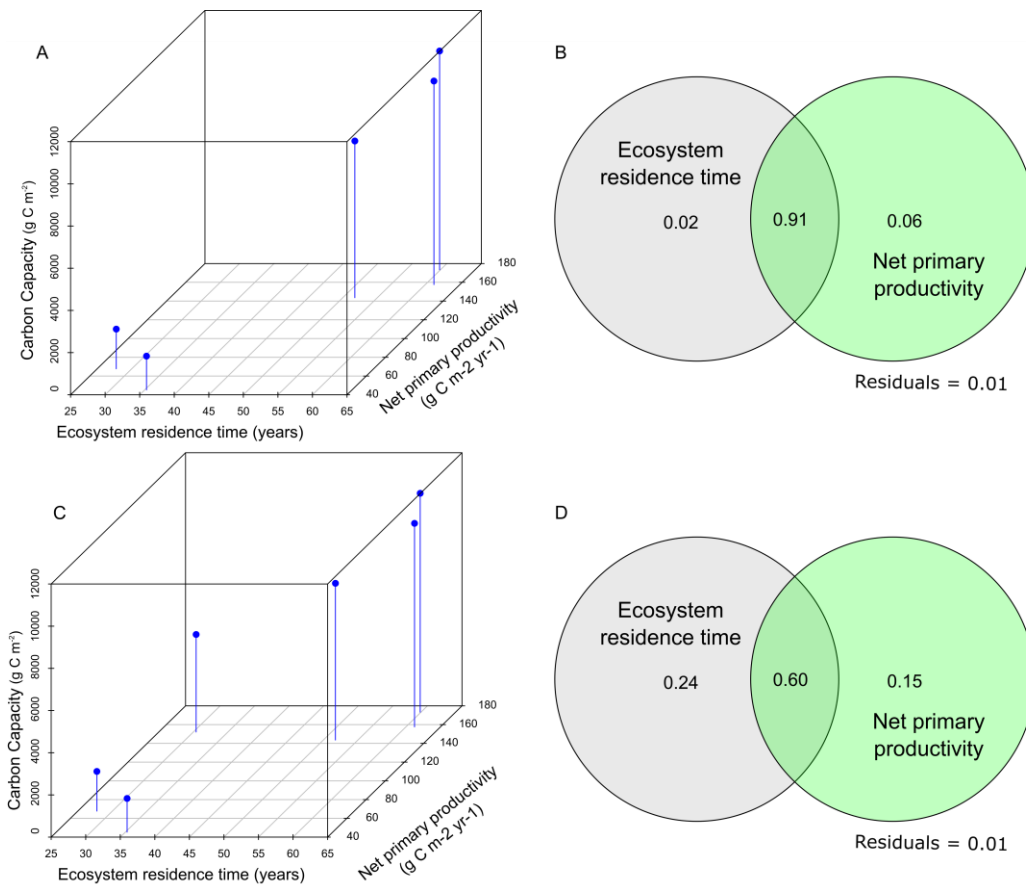 A
Carbon Capacity (g C m-2)
0
2000
4000
6000
8000
10000
12000
25 30 35 40 45 50 55 60 65
Ecosystem residence time (years)
40
60
80
100
120
140
160
180
Net primary productivity
(g C m-2 yr-1)
B
Ecosystem
residence time
0.02
0.91
0.06
Net primary
productivity
Residuals = 0.01
C
Carbon Capacity (g C m-2)
0
2000
4000
6000
8000
10000
12000
25 30 35 40 45 50 55 60 65
Ecosystem residence time (years)
40
60
80
100
120
140
160
180
Net primary productivity
(g C m-2 yr-1)
D
Ecosystem
residence time
0.24
0.60
0.15
Net primary
productivity
Residuals = 0.01